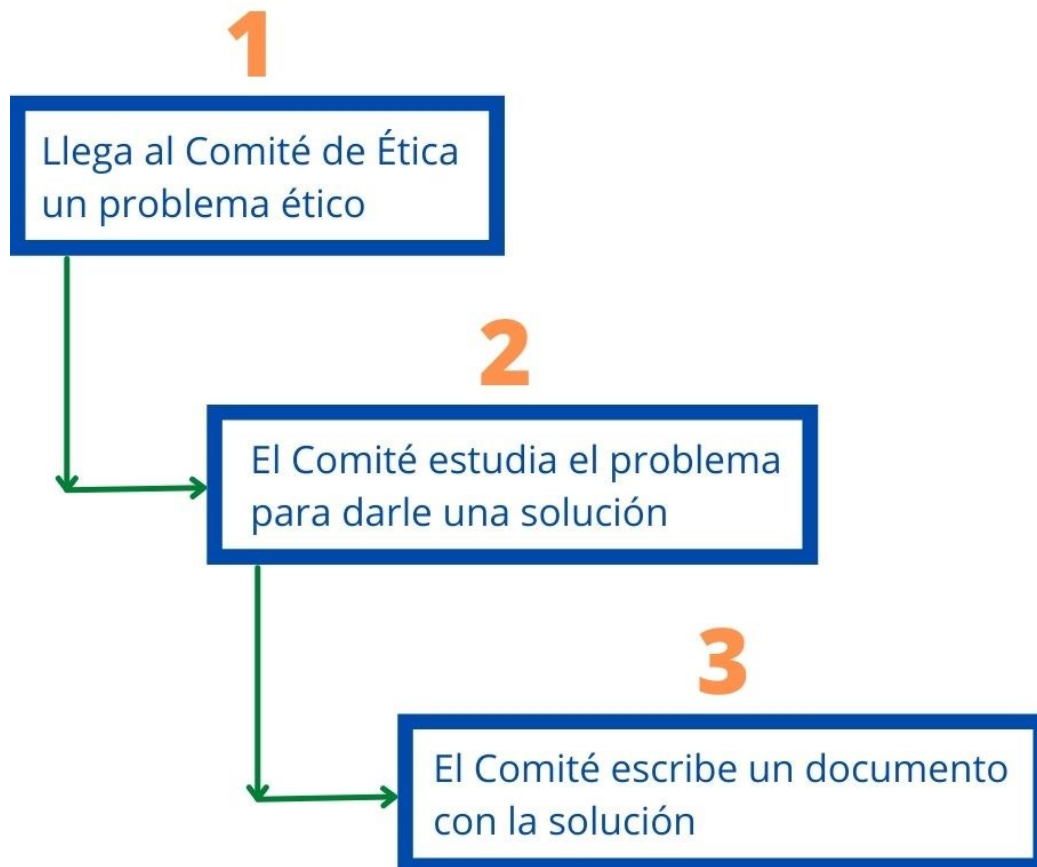 1
Llega al Comité de Ética
un problema ético
2
El Comité estudia el problema
para darle una solución
3
El Comité escribe un documento
con la solución